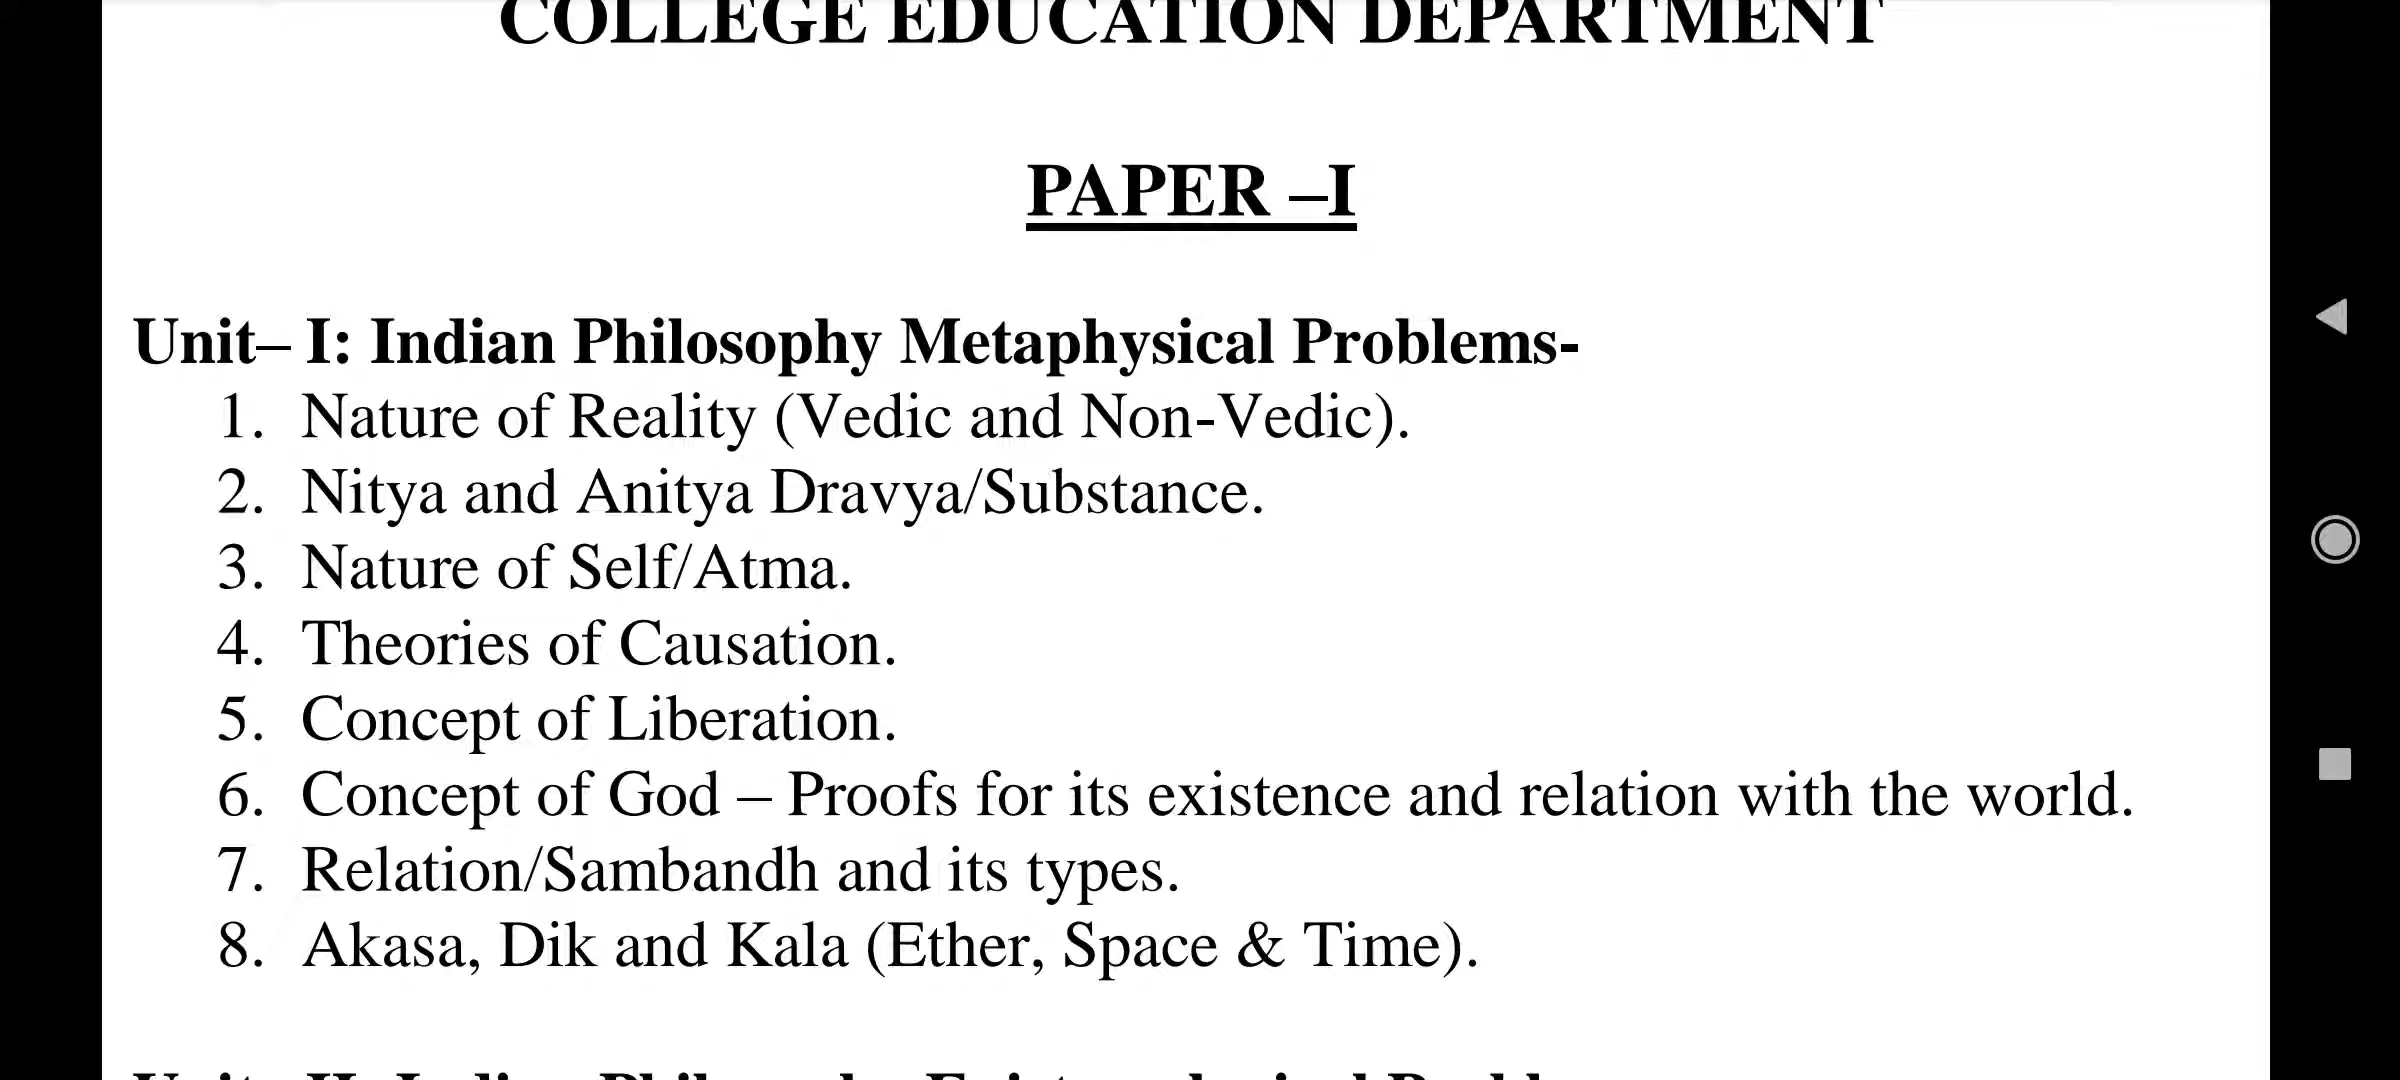 COLLEGE EDUCATION DEPARTMENT
PAPER –I
Unit– I: Indian Philosophy Metaphysical Problems-
1. Nature of Reality (Vedic and Non-Vedic).
2. Nitya and Anitya Dravya/Substance.
3. Nature of Self/Atma.
4. Theories of Causation.
5. Concept of Liberation.
6. Concept of God – Proofs for its existence and relation with the world.
7. Relation/Sambandh and its types.
8. Akasa, Dik and Kala (Ether, Space & Time).